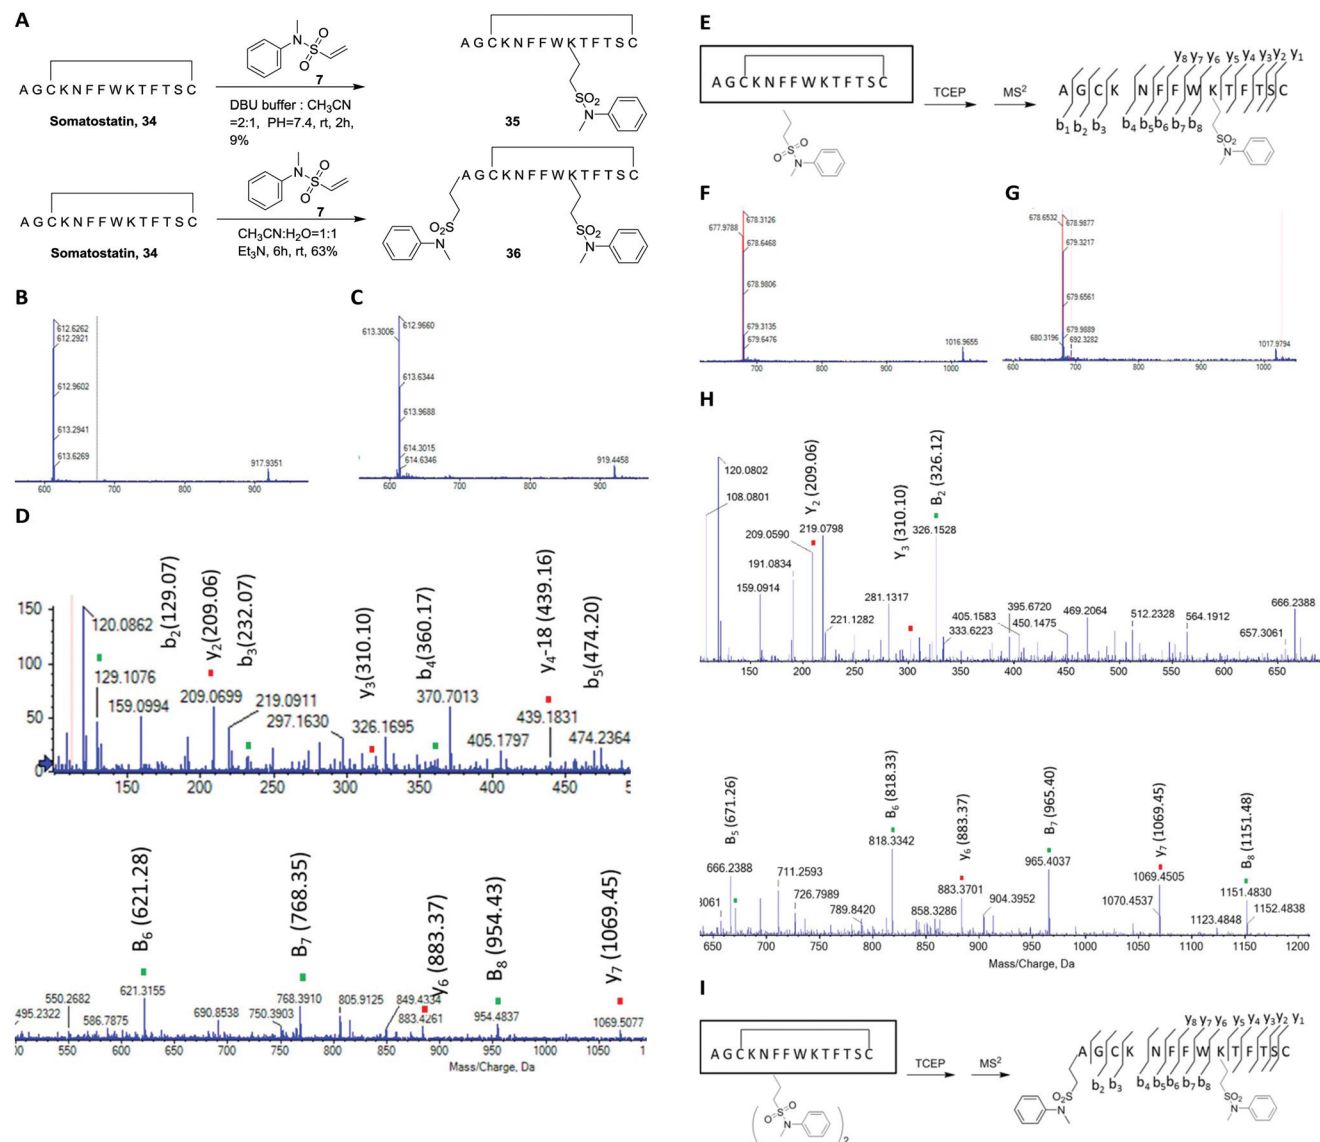 A
N
S
O
O
7
A G C K N F F W K T F T S C
Somatostatin, 34
DBU buffer : CH₃CN
=2:1, PH=7.4, rt, 2h,
9%
A G C K N F F W K T F T S C
SO₂
N
35
A G C K N F F W K T F T S C
Somatostatin, 34
N
S
O
O
7
CH₃CN:H₂O=1:1
Et₃N, 6h, rt, 63%
A G C K N F F W K T F T S C
SO₂
N
SO₂
N
36
B
612.6262
612.2921
612.9602
613.2941
613.6269
917.9351
600 700 800 900
C
613.3006
612.9660
613.6344
613.9688
614.3015
614.6346
919.4458
600 700 800 900
D
150
100
50
0
120.0862
b₂(129.07)
129.1076
159.0994
y₂(209.06)
209.0699
b₃(232.07)
219.0911
297.1630
y₃(310.10)
326.1695
b₄(360.17)
370.7013
405.1797
y₄-18 (439.16)
439.1831
b₅(474.20)
474.2364
150 200 250 300 350 400 450 5
B₆ (621.28)
B₇ (768.35)
y₆ (883.37)
B₈ (954.43)
y₇ (1069.45)
495.2322
550.2682
586.7875
621.3155
690.8538
750.3903
768.3910
805.9125
849.4334
883.4261
954.4837
1069.5077
00 550 600 650 700 750 800 850 900 950 1000 1050 1
Mass/Charge, Da
E
A G C K N F F W K T F T S C
O
S
O
N
TCEP
MS²
y₈ y₇ y₆ y₅ y₄ y₃ y₂ y₁
A G C K N F F W K T F T S C
b₁ b₂ b₃ b₄ b₅ b₆ b₇ b₈
SO₂
N
F
677.9788
678.3126
678.6468
678.9806
679.3135
679.6476
1016.9655
700 800 900 1000
G
678.6532
678.9877
679.3217
679.6561
679.9889
680.3196
692.3282
1017.9794
600 700 800 900 1000
H
120.0802
108.0801
159.0914
191.0834
209.0590
Y₂ (209.06)
219.0798
221.1282
281.1317
Y₃ (310.10)
B₂ (326.12)
326.1528
333.6223
405.1583
395.6720
450.1475
469.2064
512.2328
564.1912
657.3061
666.2388
150 200 250 300 350 400 450 500 550 600 650
B₅ (671.26)
B₆ (818.33)
y₆ (883.37)
B₇ (965.40)
y₇ (1069.45)
B₈ (1151.48)
3061
666.2388
711.2593
726.7989
789.8420
818.3342
858.3286
883.3701
904.3952
965.4037
1070.4537
1069.4505
1123.4848
1151.4830
1152.4838
650 700 750 800 850 900 950 1000 1050 1100 1150 1200
Mass/Charge, Da
I
A G C K N F F W K T F T S C
O
S
O
N
2
TCEP
MS²
y₈ y₇ y₆ y₅ y₄ y₃ y₂ y₁
A G C K N F F W K T F T S C
b₂ b₃ b₄ b₅ b₆ b₇ b₈
SO₂
N
SO₂
N